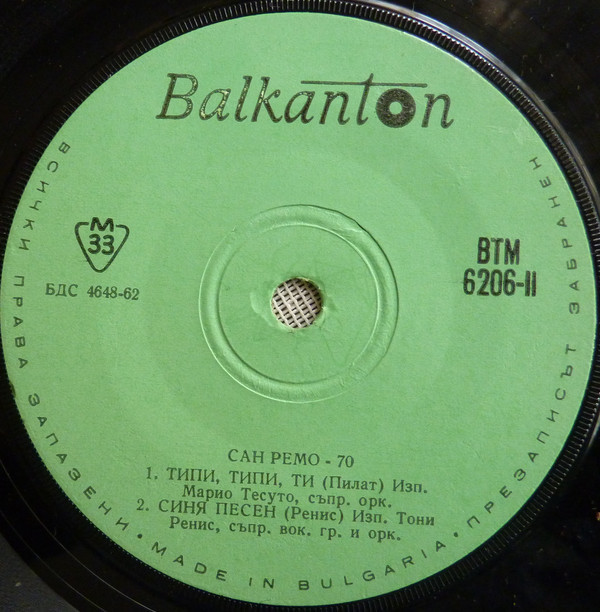 Balkanton
M
33
БДС 4648-62
ВТМ
6206-II
САН РЕМО - 70
1. ТИПИ, ТИПИ, ТИ (Пилат) Изп.
Марио Тесуто, съпр. орк.
2. СИНЯ ПЕСЕН (Ренис) Изп. Тони
Ренис, съпр. вок. гр. и орк.
ВСИЧКИ ПРАВА ЗАПАЗЕНИ • MADE IN BULGARIA • ПРЕЗАПИСЪТ ЗАБРАНЕН